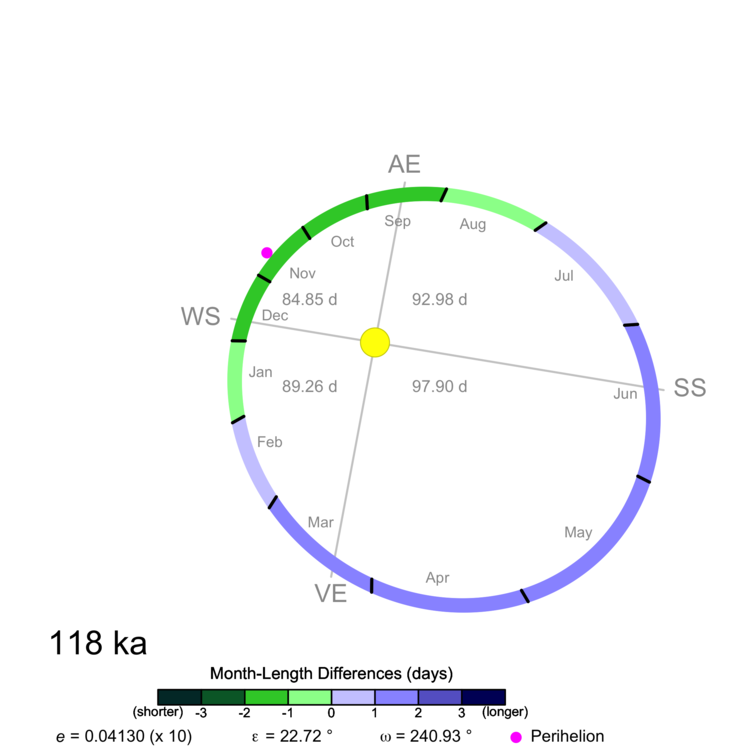 AE
Sep
Aug
Oct
Jul
Nov
84.85 d
92.98 d
WS
Dec
Jan
89.26 d
97.90 d
SS
Jun
Feb
Mar
May
Apr
VE
118 ka
Month-Length Differences (days)
(shorter) -3 -2 -1 0 1 2 3 (longer)
e = 0.04130 (x 10) ε = 22.72 ° ω = 240.93 ° Perihelion